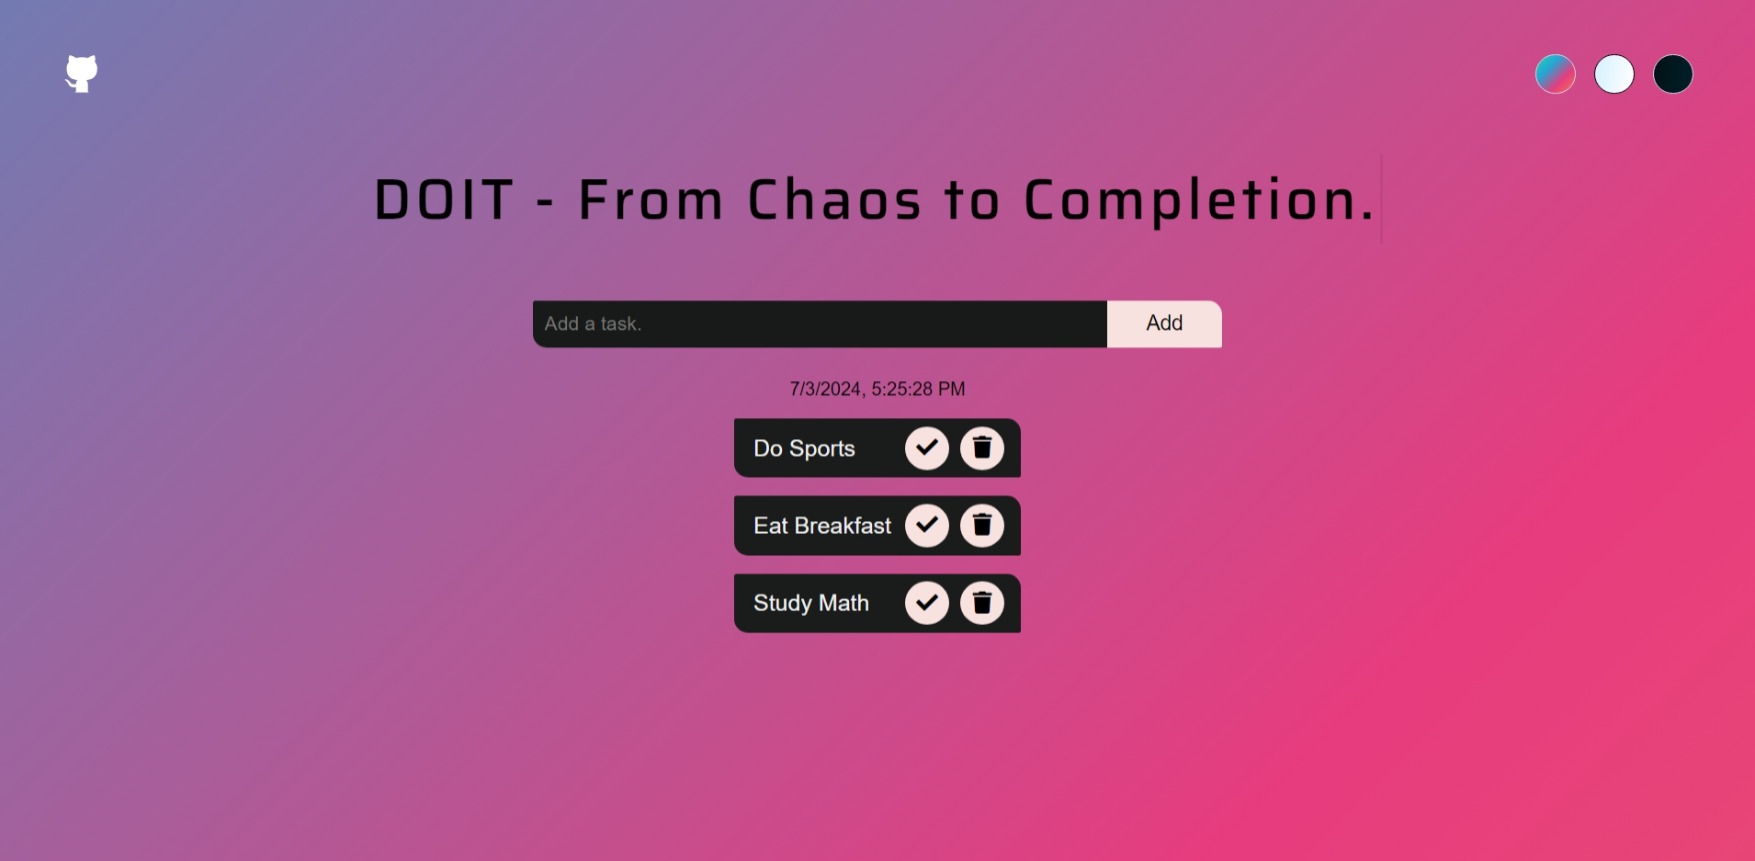 DOIT - From Chaos to Completion.
Add a task.
Add
7/3/2024, 5:25:28 PM
Do Sports
Eat Breakfast
Study Math